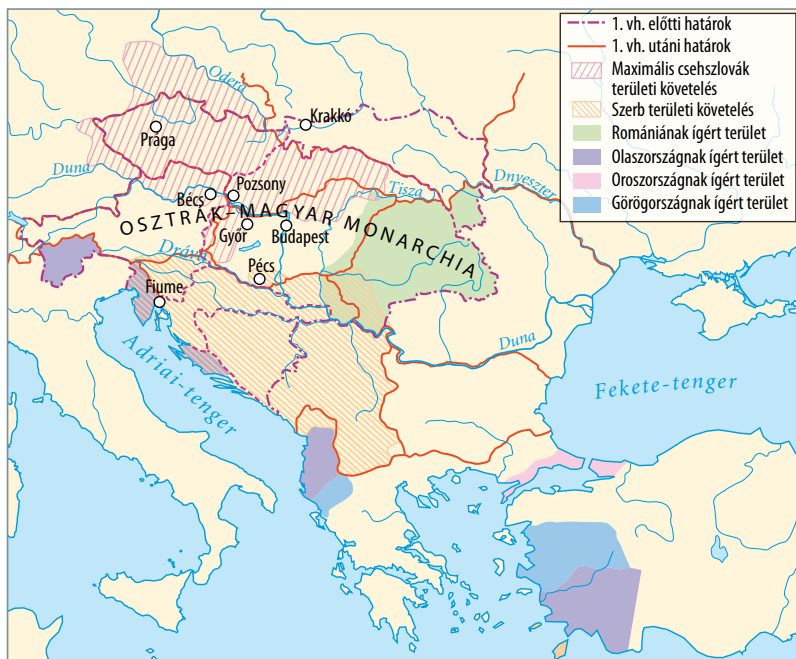 1. vh. előtti határok
1. vh. utáni határok
Maximális csehszlovák
területi követelés
Szerb területi követelés
Romániának ígért terület
Olaszországnak ígért terület
Oroszországnak ígért terület
Görögországnak ígért terület
Odera
Krakkó
Prága
Duna
Bécs
Pozsony
Tisza
Dnyeszter
OSZTRÁK–MAGYAR MONARCHIA
Győr
Budapest
Dráva
Pécs
Fiume
Duna
Adriai-tenger
Fekete-tenger